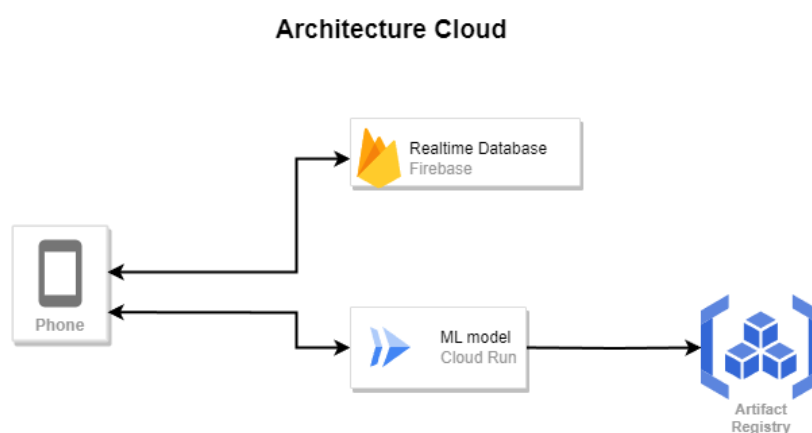 Architecture Cloud
Realtime Database
Firebase
Phone
ML model
Cloud Run
Artifact
Registry